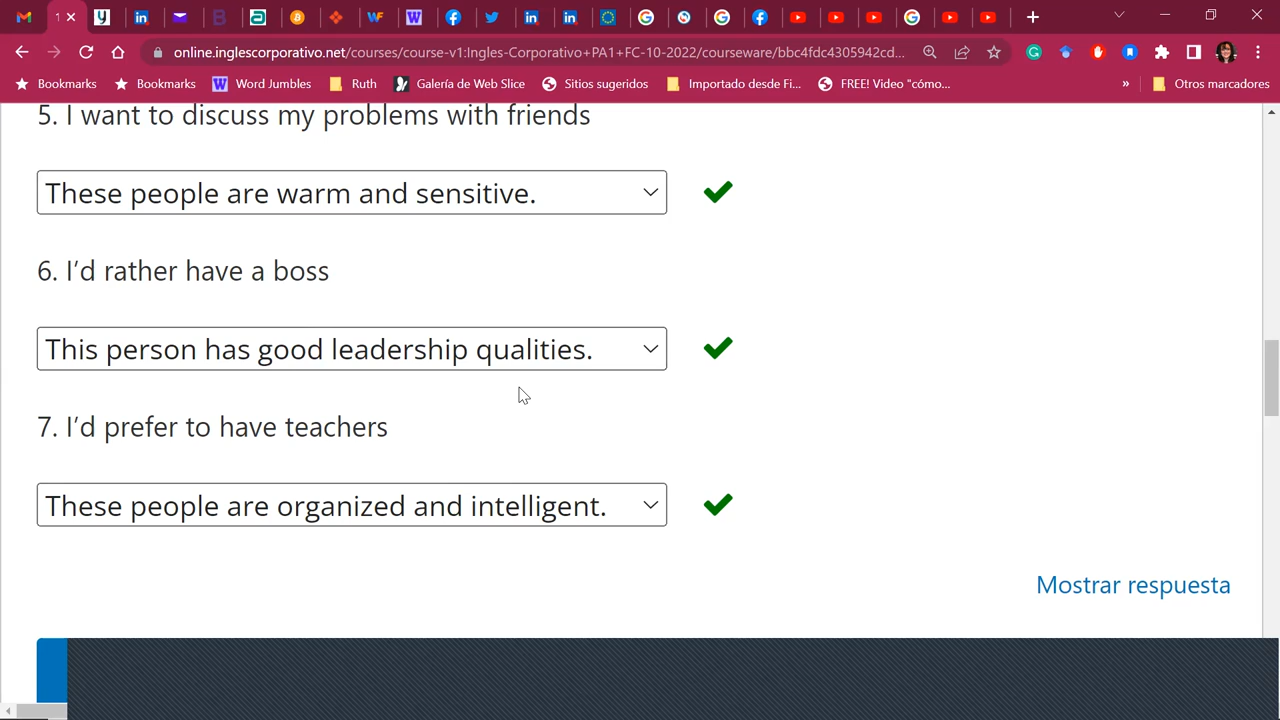 1
online.inglescorporativo.net/courses/course-v1:Ingles-Corporativo+PA1+FC-10-2022/courseware/bbc4fdc4305942cd...
Bookmarks Bookmarks Word Jumbles Ruth Galería de Web Slice Sitios sugeridos Importado desde Fi... FREE! Video "cómo... » Otros marcadores
5. I want to discuss my problems with friends
These people are warm and sensitive.
6. I’d rather have a boss
This person has good leadership qualities.
7. I’d prefer to have teachers
These people are organized and intelligent.
Mostrar respuesta